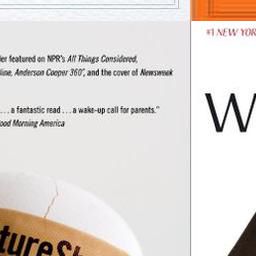 ler featured on NPR's All Things Considered,
line, Anderson Cooper 360°, and the cover of Newsweek
. . . a fantastic read . . . a wake-up call for parents."
ood Morning America
#1 NEW YOR
W
tureSh